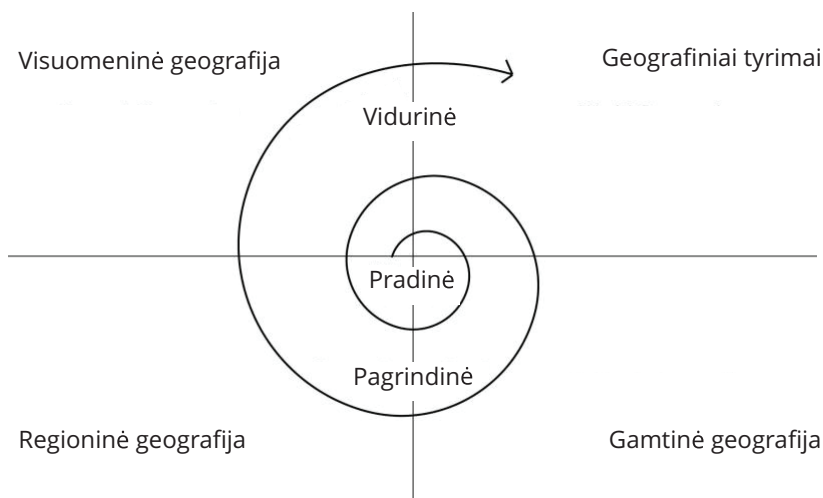 Visuomeninė geografija
Geografiniai tyrimai
Vidurinė
Pradinė
Pagrindinė
Regioninė geografija
Gamtinė geografija